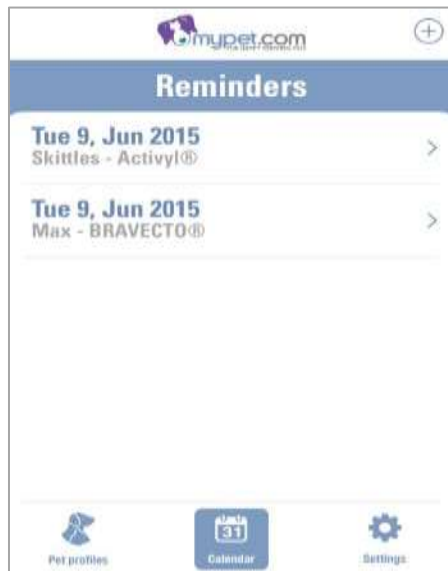 mypet.com
Reminders
Tue 9, Jun 2015
Skittles - Activyl®
Tue 9, Jun 2015
Max - BRAVECTO®
31
Pet profiles
Calendar
Settings